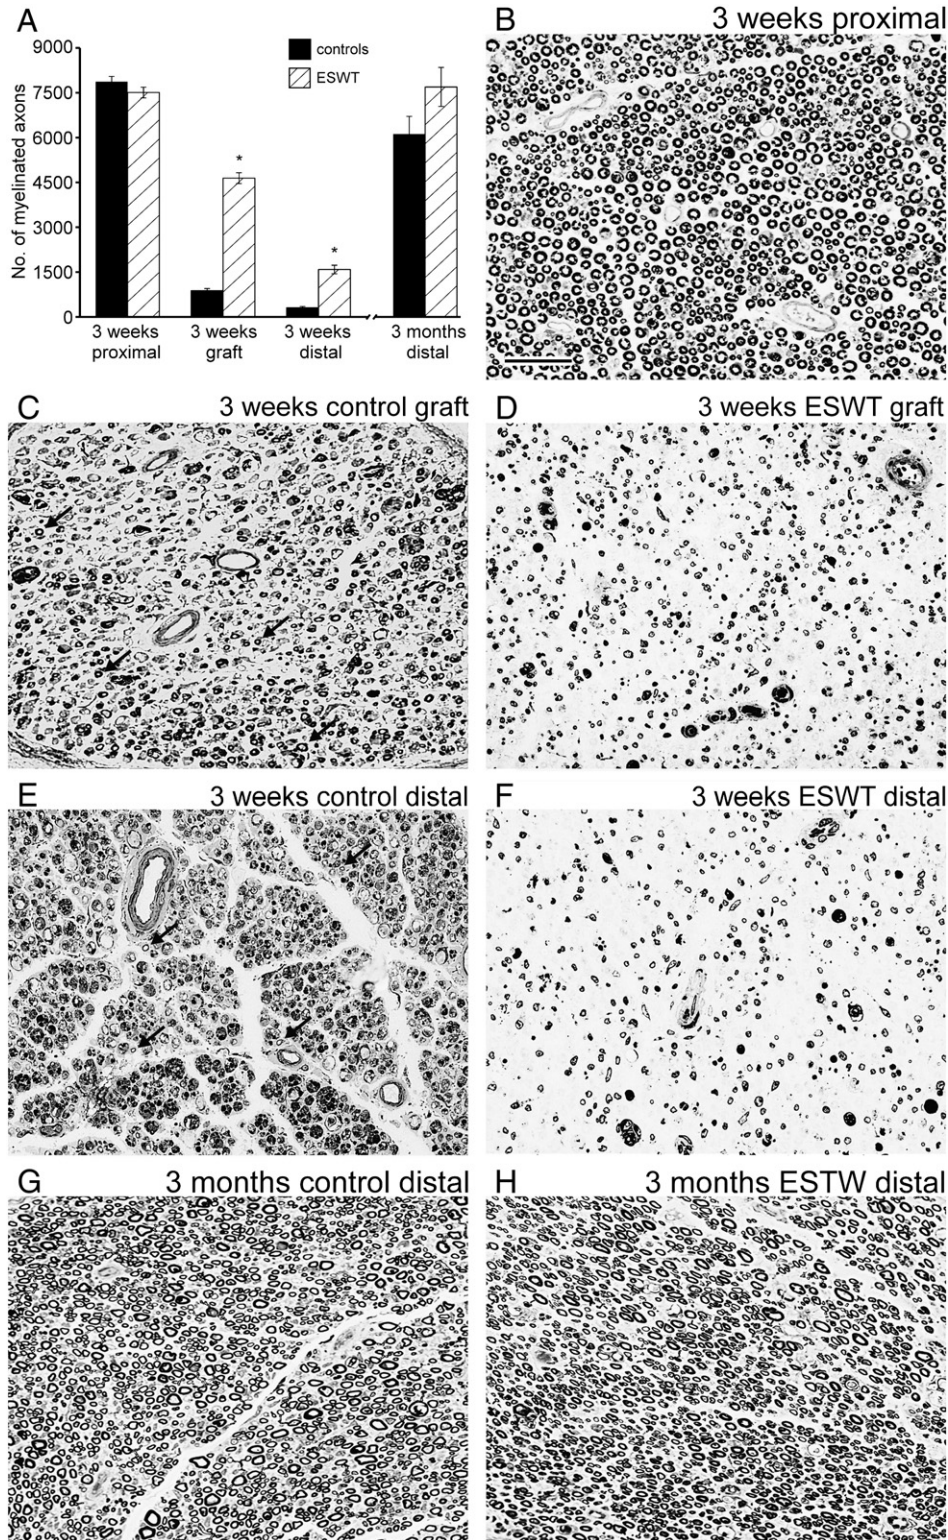 A
9000
7500
6000
4500
3000
1500
0
No. of myelinated axons
controls
ESWT
*
*
3 weeks
proximal
3 weeks
graft
3 weeks
distal
3 months
distal
B
3 weeks proximal
C
3 weeks control graft
D
3 weeks ESWT graft
E
3 weeks control distal
F
3 weeks ESWT distal
G
3 months control distal
H
3 months ESTW distal